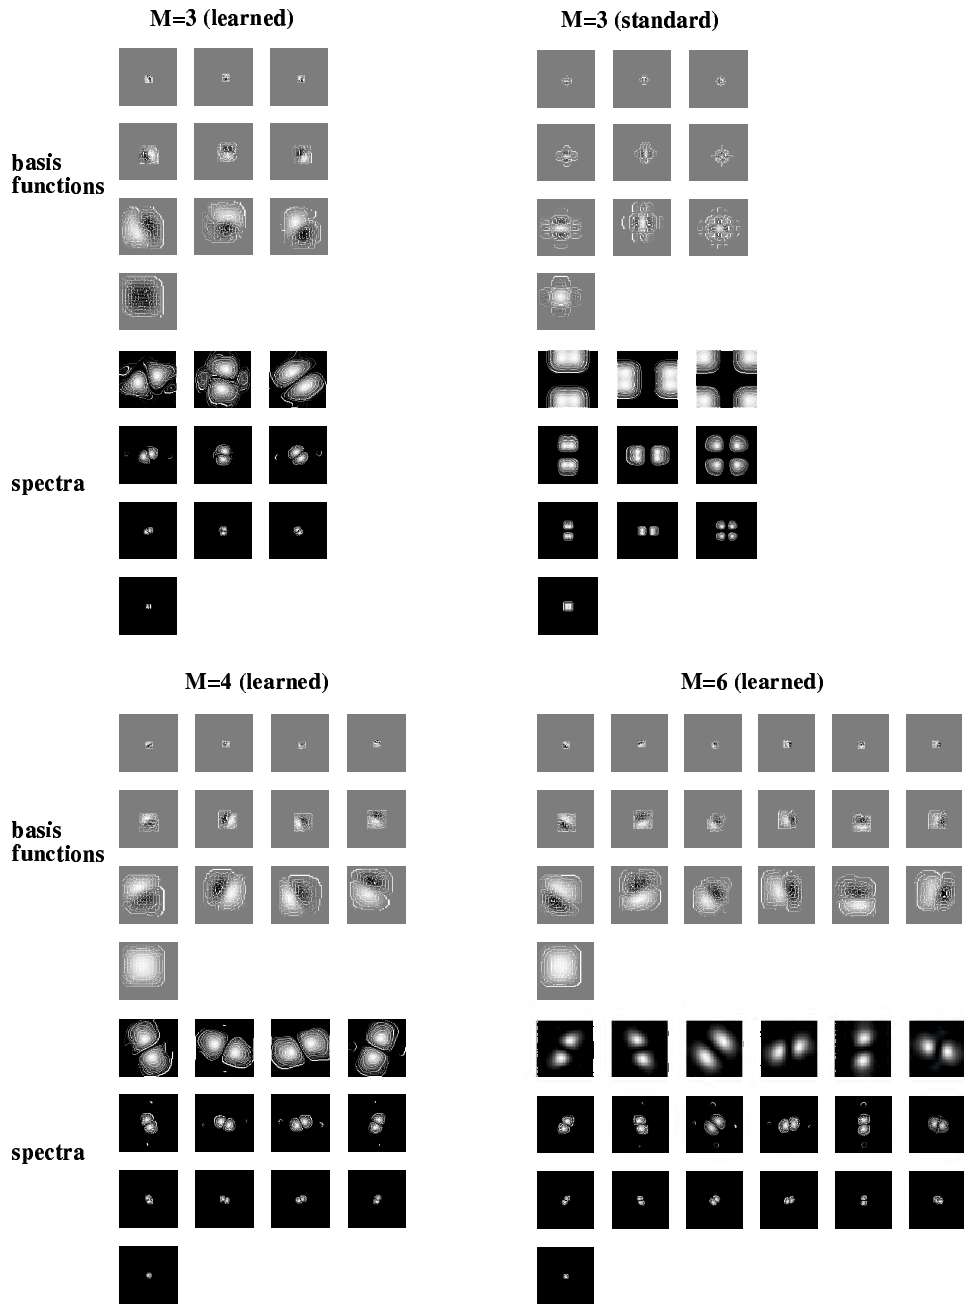 M=3 (learned)
M=3 (standard)
basis
functions
spectra
M=4 (learned)
M=6 (learned)
basis
functions
spectra